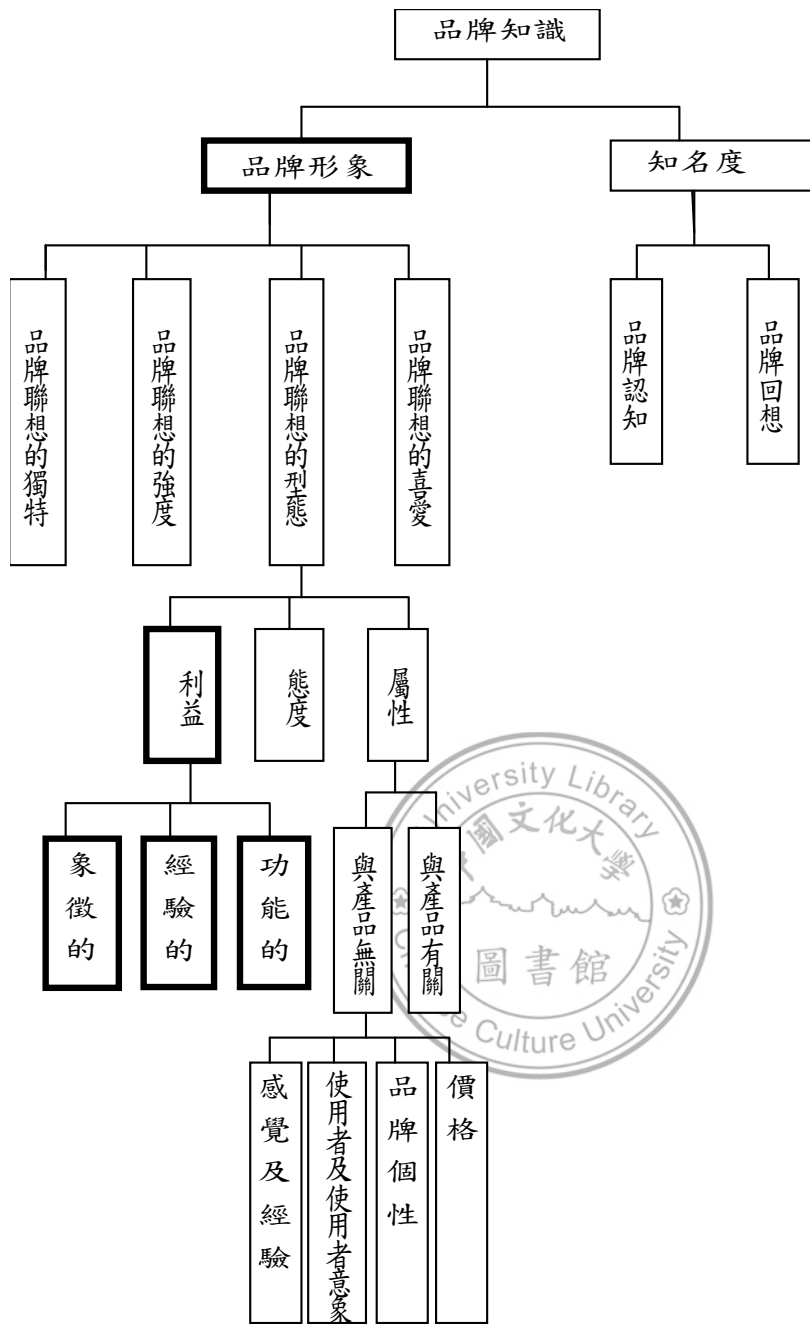 品牌知識
品牌形象
知名度
品牌聯想的獨特
品牌聯想的強度
品牌聯想的型態
品牌聯想的喜愛
品牌認知
品牌回想
利益
態度
屬性
象徵的
經驗的
功能的
與產品無關
與產品有關
感覺及經驗
使用者及使用者意象
品牌個性
價格
中國文化大學
圖書館
University Library
Culture University